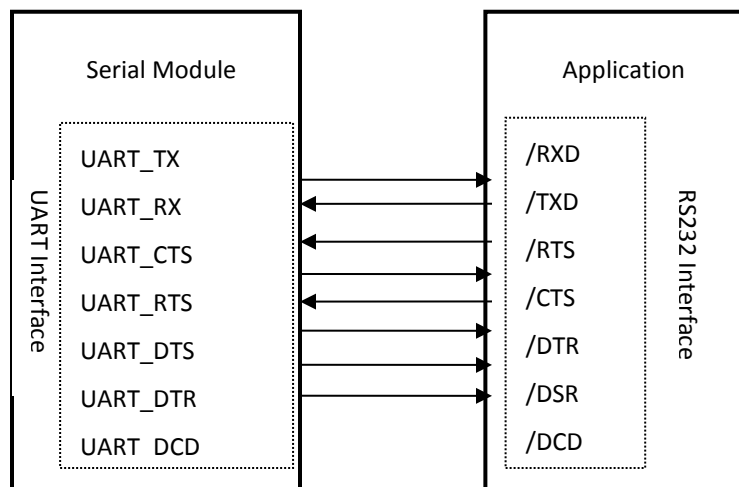 Serial Module
UART Interface
UART_TX
UART_RX
UART_CTS
UART_RTS
UART_DTS
UART_DTR
UART DCD
Application
/RXD
/TXD
/RTS
/CTS
/DTR
/DSR
/DCD
RS232 Interface